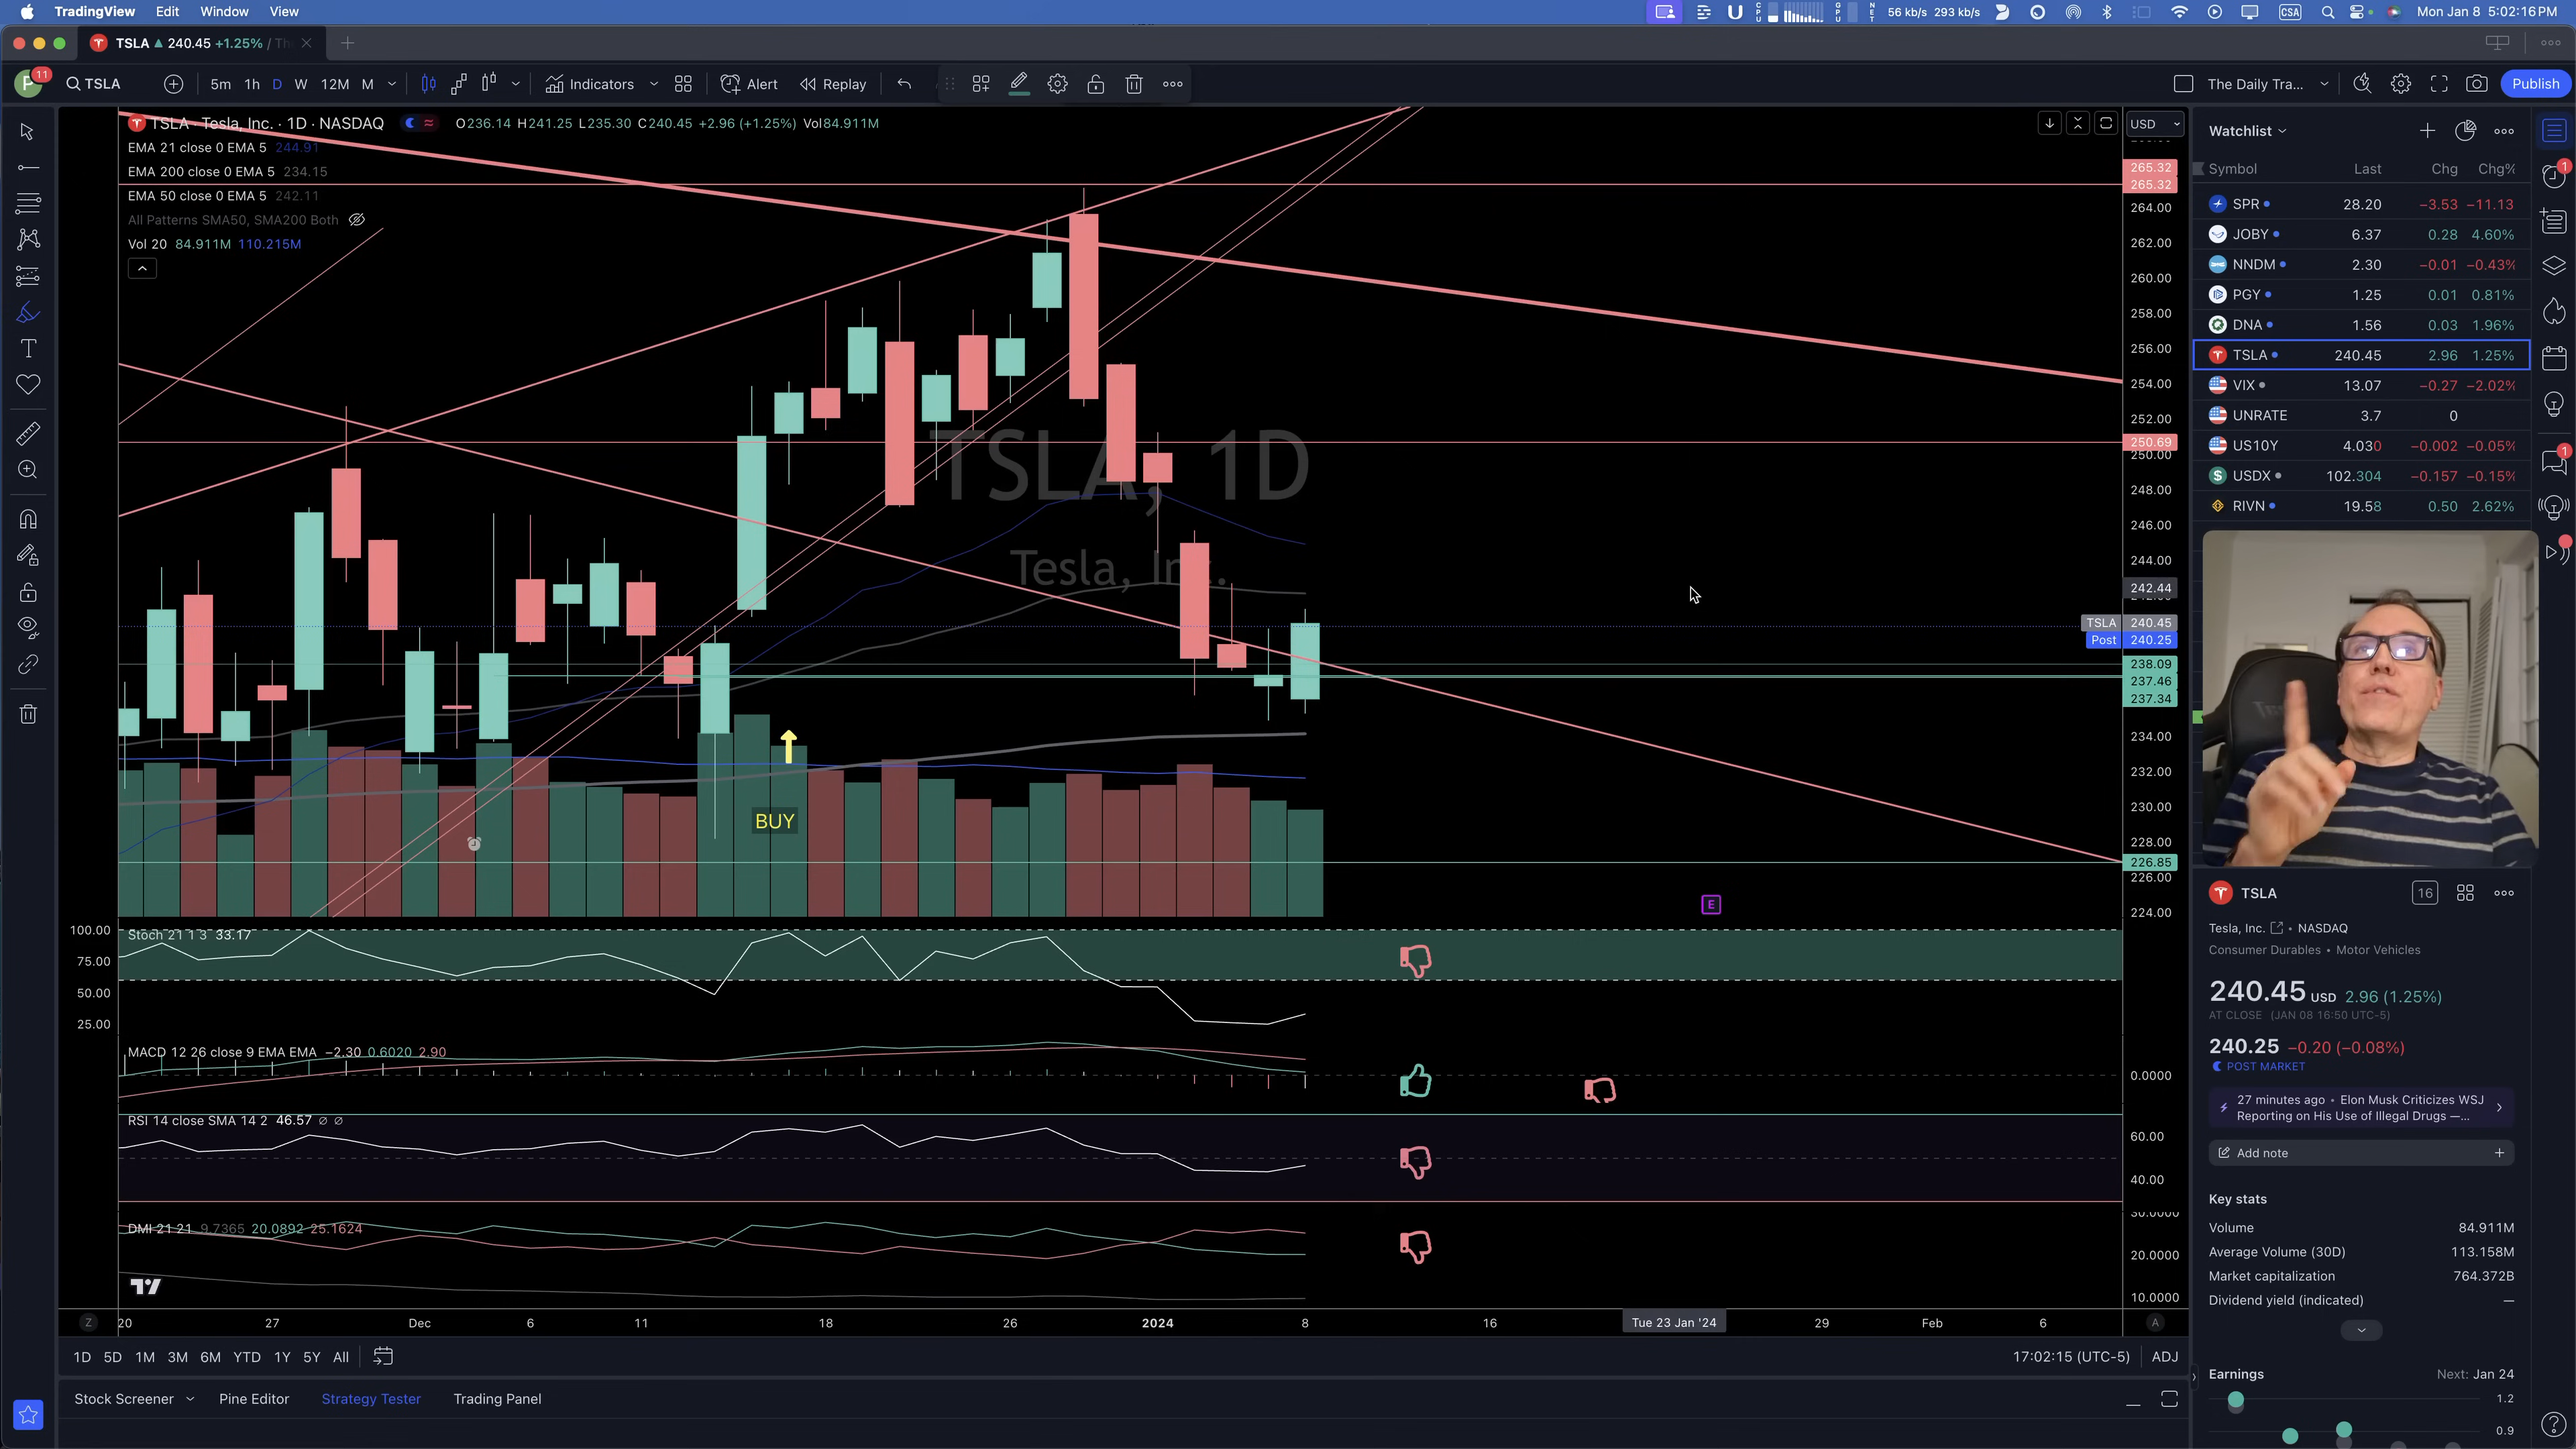 TradingView Edit Window View
56 kb/s 293 kb/s CSA Mon Jan 8 5:02:16 PM
TSLA ▲ 240.45 +1.25% / Th
P 11 TSLA 5m 1h D W 12M M Indicators Alert Replay The Daily Tra... Publish
TSLA · Tesla, Inc. · 1D · NASDAQ O236.14 H241.25 L235.30 C240.45 +2.96 (+1.25%) Vol84.911M
EMA 21 close 0 EMA 5 244.91
EMA 200 close 0 EMA 5 234.15
EMA 50 close 0 EMA 5 242.11
All Patterns SMA50, SMA200 Both
Vol 20 84.911M 110.215M
TSLA, 1D
Tesla, Inc.
BUY
E
USD
265.32
265.32
264.00
262.00
260.00
258.00
256.00
254.00
252.00
250.69
250.00
248.00
246.00
244.00
242.44
TSLA 240.45
Post 240.25
238.09
237.46
237.34
234.00
232.00
230.00
228.00
226.85
226.00
224.00
Stoch 21 1 3 33.17
100.00
75.00
50.00
25.00
MACD 12 26 close 9 EMA EMA −2.30 0.6020 2.90
0.0000
RSI 14 close SMA 14 2 46.57 ∅ ∅
60.00
40.00
DMI 21 21 9.7365 20.0892 25.1624
30.0000
20.0000
10.0000
Z 20 27 Dec 6 11 18 26 2024 8 16 Tue 23 Jan '24 29 Feb 6 A
1D 5D 1M 3M 6M YTD 1Y 5Y All 17:02:15 (UTC-5) ADJ
Stock Screener Pine Editor Strategy Tester Trading Panel
Watchlist
Symbol Last Chg Chg%
SPR 28.20 −3.53 −11.13
JOBY 6.37 0.28 4.60%
NNDM 2.30 −0.01 −0.43%
PGY 1.25 0.01 0.81%
DNA 1.56 0.03 1.96%
TSLA 240.45 2.96 1.25%
VIX 13.07 −0.27 −2.02%
UNRATE 3.7 0
US10Y 4.030 −0.002 −0.05%
USDX 102.304 −0.157 −0.15%
RIVN 19.58 0.50 2.62%
TSLA 16
Tesla, Inc. • NASDAQ
Consumer Durables • Motor Vehicles
240.45 USD 2.96 (1.25%)
AT CLOSE (JAN 08 16:50 UTC-5)
240.25 −0.20 (−0.08%)
POST MARKET
27 minutes ago • Elon Musk Criticizes WSJ
Reporting on His Use of Illegal Drugs —...
Add note
Key stats
Volume 84.911M
Average Volume (30D) 113.158M
Market capitalization 764.372B
Dividend yield (indicated) —
Earnings Next: Jan 24
1.2
0.9